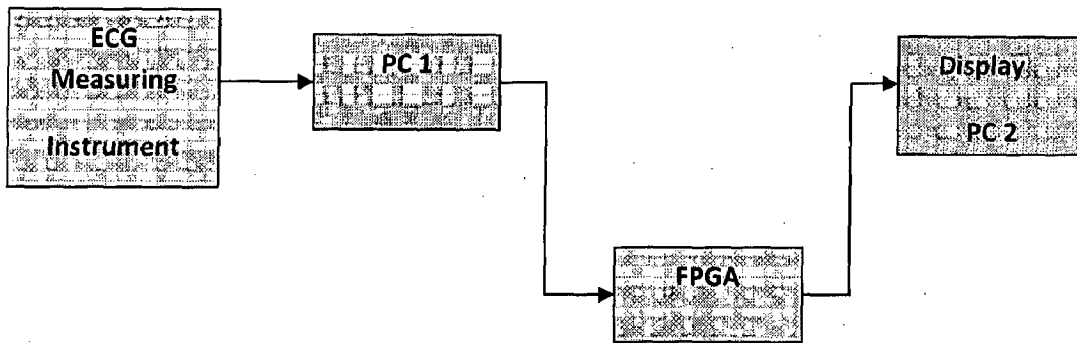 ECG
Measuring
Instrument
PC 1
FPGA
Display
PC 2